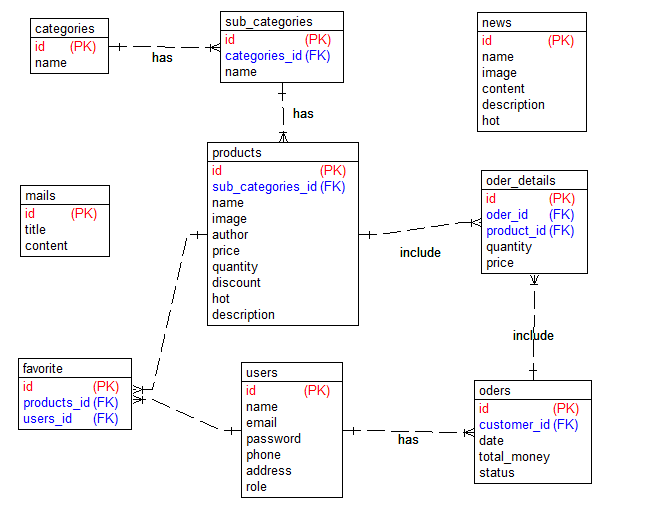 categories
id (PK)
name
has
sub_categories
id (PK)
categories_id (FK)
name
has
news
id (PK)
name
image
content
description
hot
mails
id (PK)
title
content
products
id (PK)
sub_categories_id (FK)
name
image
author
price
quantity
discount
hot
description
include
oder_details
id (PK)
oder_id (FK)
product_id (FK)
quantity
price
include
favorite
id (PK)
products_id (FK)
users_id (FK)
users
id (PK)
name
email
password
phone
address
role
has
oders
id (PK)
customer_id (FK)
date
total_money
status